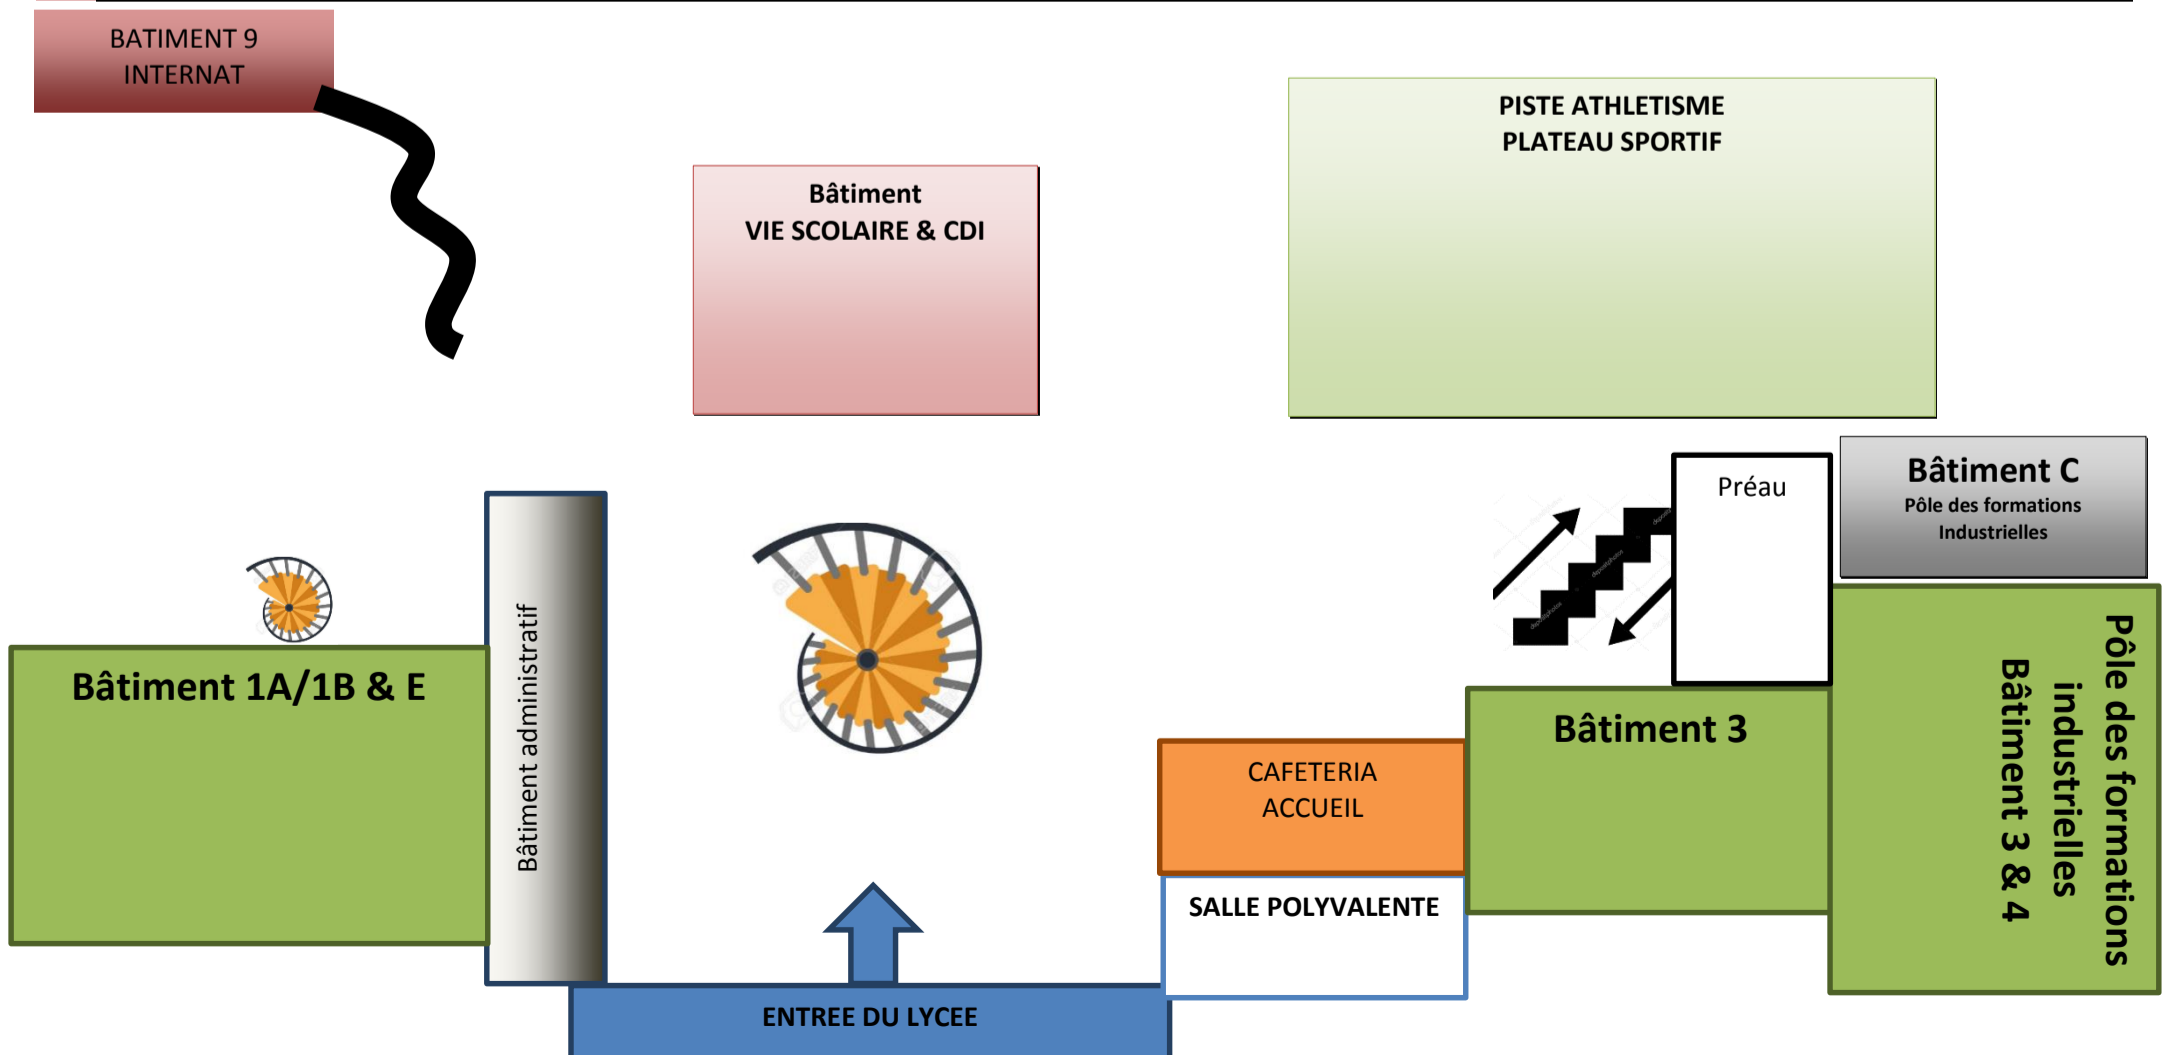 BATIMENT 9
INTERNAT
PISTE ATHLETISME
PLATEAU SPORTIF
Bâtiment
VIE SCOLAIRE & CDI
Préau
Bâtiment C
Pôle des formations
Industrielles
Bâtiment 1A/1B & E
Bâtiment administratif
CAFETERIA
ACCUEIL
Bâtiment 3
Pôle des formations
industrielles
Bâtiment 3 & 4
SALLE POLYVALENTE
ENTREE DU LYCEE